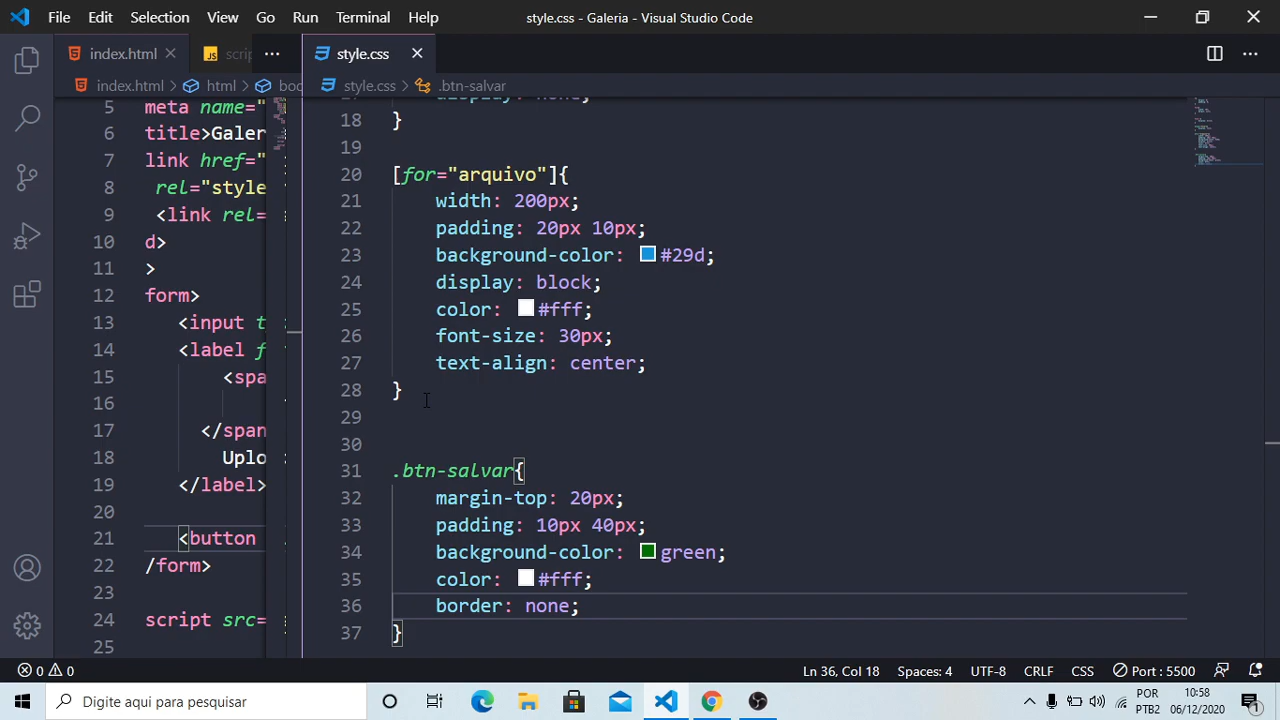 File Edit Selection View Go Run Terminal Help
style.css - Galeria - Visual Studio Code
index.html
scrip
style.css
index.html > html > bod
style.css > .btn-salvar
5 meta name="
6 title>Galer
7 link href="
8 rel="style
9 <link rel=
10 d>
11 >
12 form>
13 <input t
14 <label f
15 <spa
16
17 </span
18 Uplo
19 </label>
20
21 <button
22 /form>
23
24 script src=
25
18 }
19
20 [for="arquivo"]{
21 width: 200px;
22 padding: 20px 10px;
23 background-color: #29d;
24 display: block;
25 color: #fff;
26 font-size: 30px;
27 text-align: center;
28 }
29
30
31 .btn-salvar{
32 margin-top: 20px;
33 padding: 10px 40px;
34 background-color: green;
35 color: #fff;
36 border: none;
37 }
0 0
Ln 36, Col 18 Spaces: 4 UTF-8 CRLF CSS Port : 5500
Digite aqui para pesquisar
POR
PTB2
10:58
06/12/2020
1